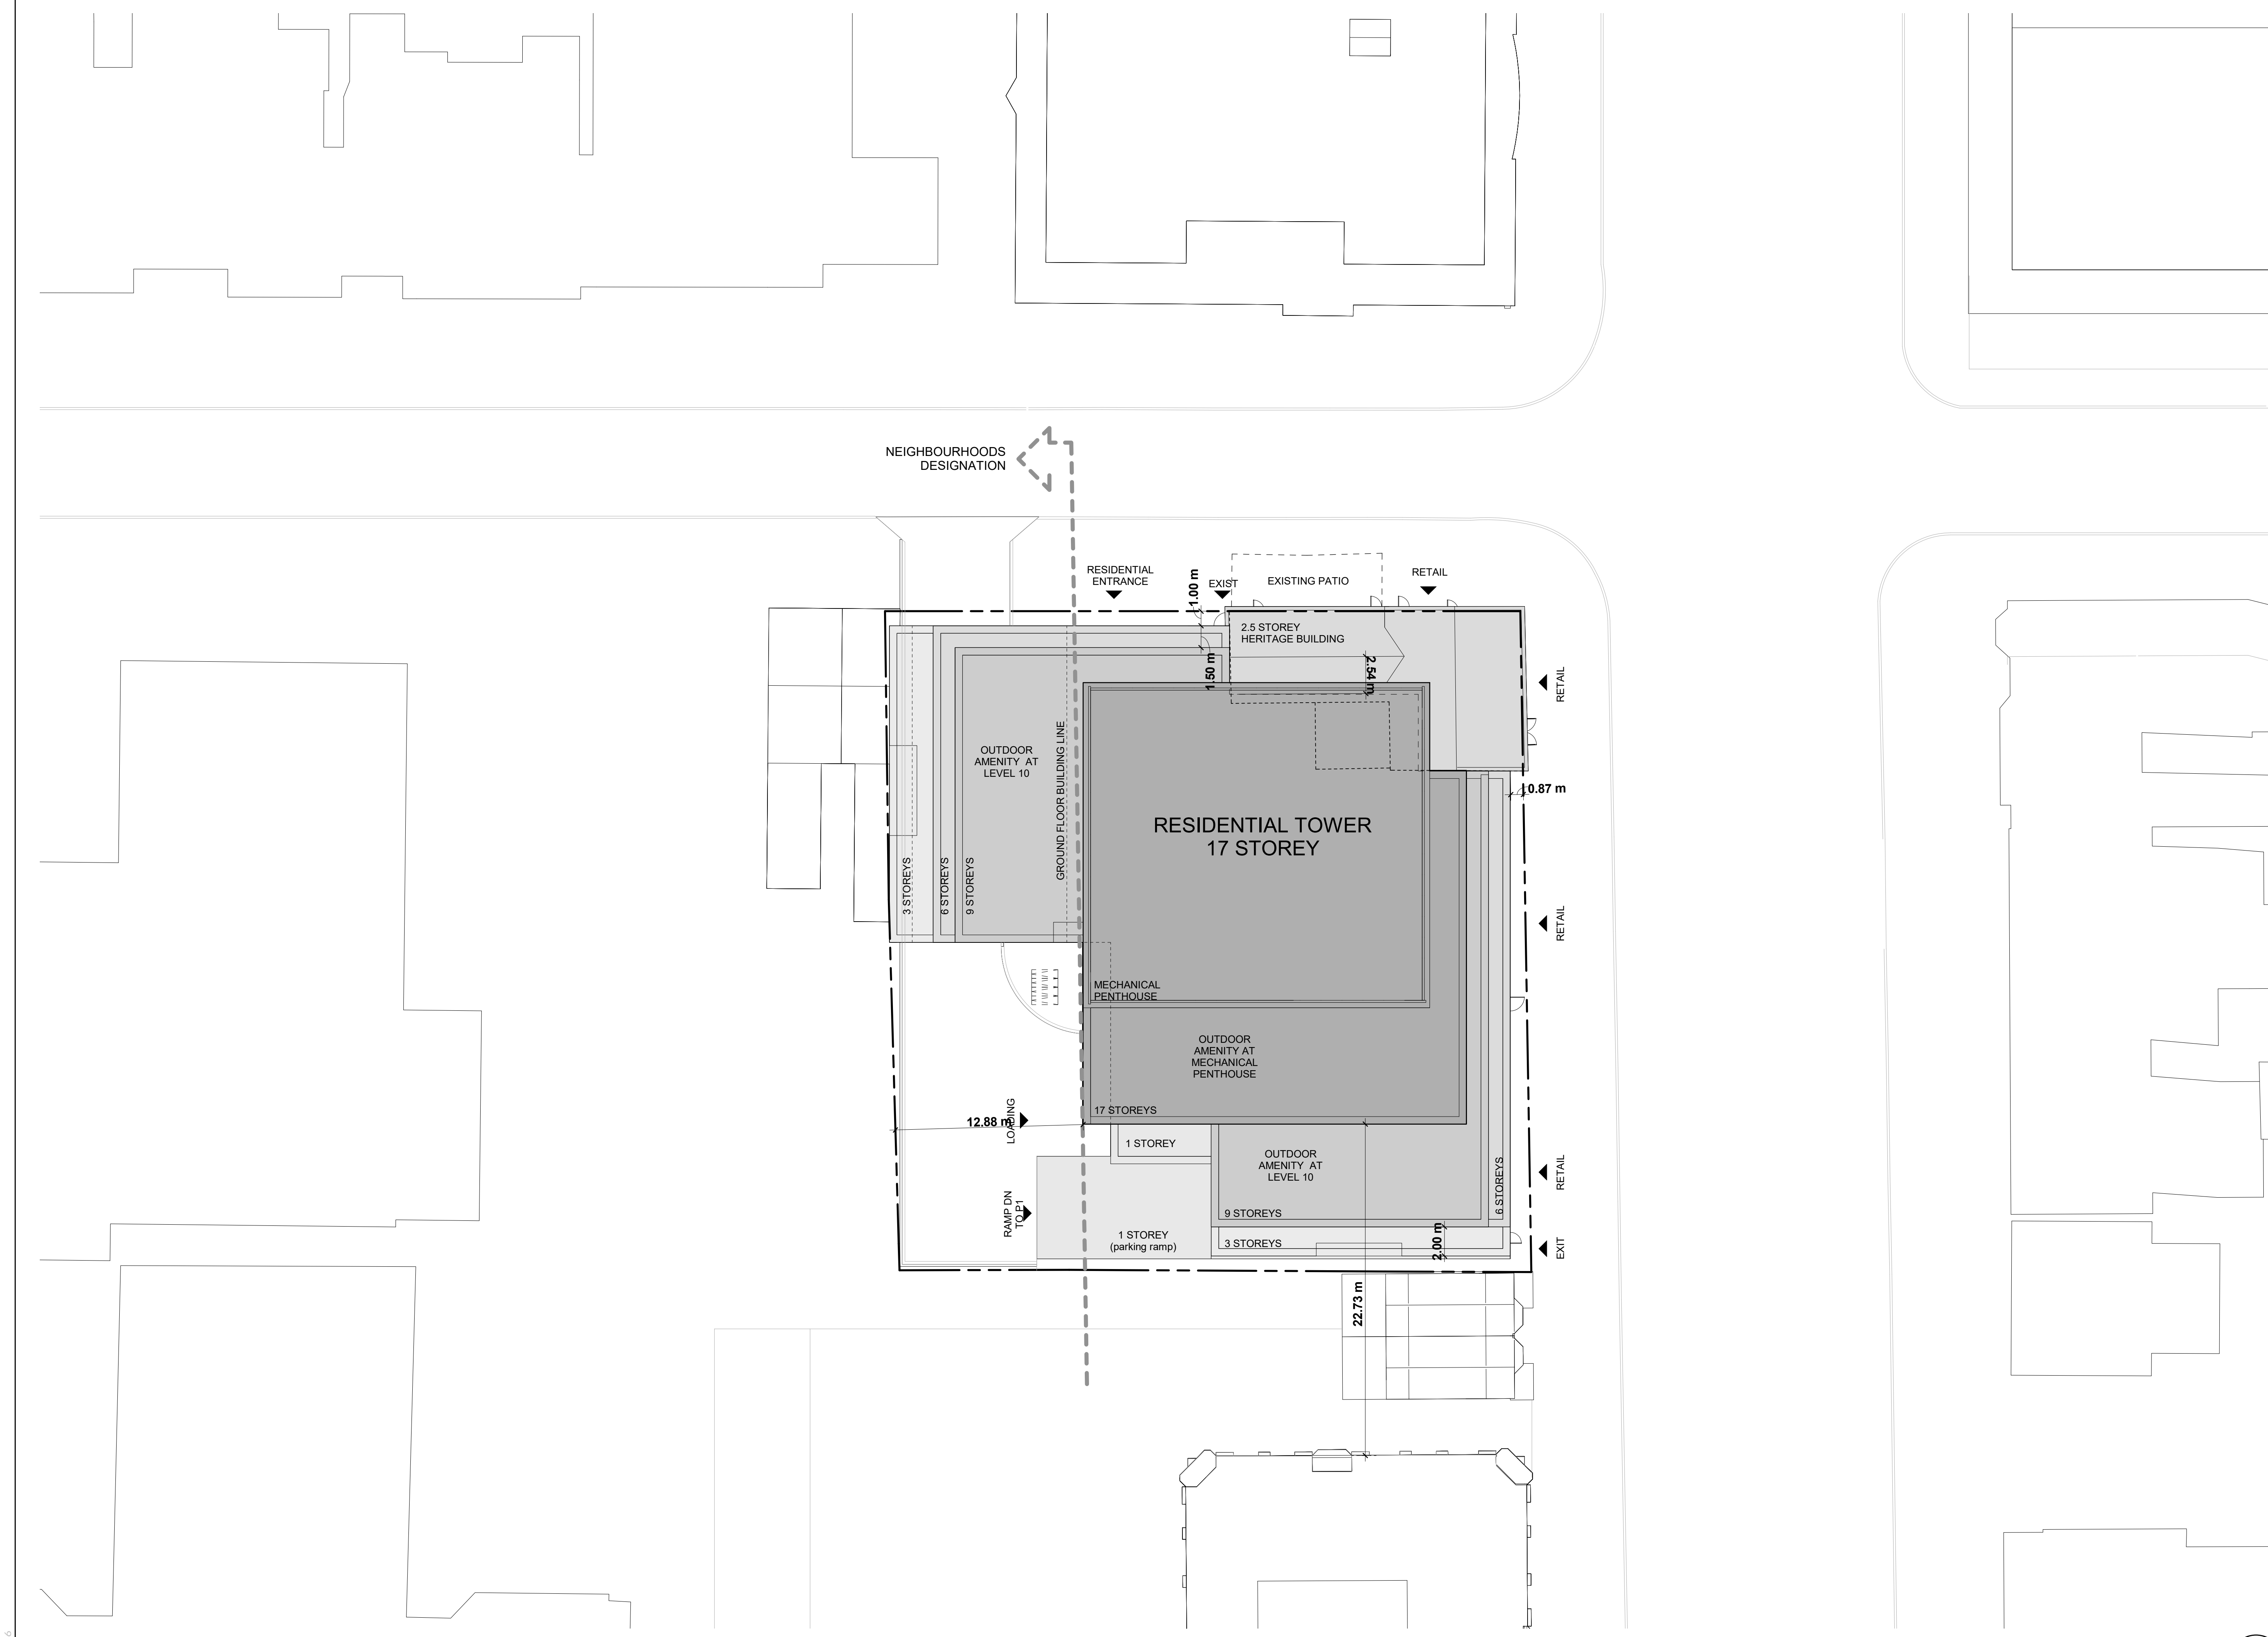 NEIGHBOURHOODS
DESIGNATION
RESIDENTIAL
ENTRANCE
1.00 m
EXIST
EXISTING PATIO
RETAIL
2.5 STOREY
HERITAGE BUILDING
1.50 m
2.54 m
RETAIL
OUTDOOR
AMENITY AT
LEVEL 10
GROUND FLOOR BUILDING LINE
0.87 m
RESIDENTIAL TOWER
17 STOREY
3 STOREYS
6 STOREYS
9 STOREYS
RETAIL
MECHANICAL
PENTHOUSE
OUTDOOR
AMENITY AT
MECHANICAL
PENTHOUSE
17 STOREYS
12.88 m
LOADING
1 STOREY
OUTDOOR
AMENITY AT
LEVEL 10
6 STOREYS
RETAIL
RAMP DN
TO P1
9 STOREYS
1 STOREY
(parking ramp)
3 STOREYS
2.00 m
EXIT
22.73 m